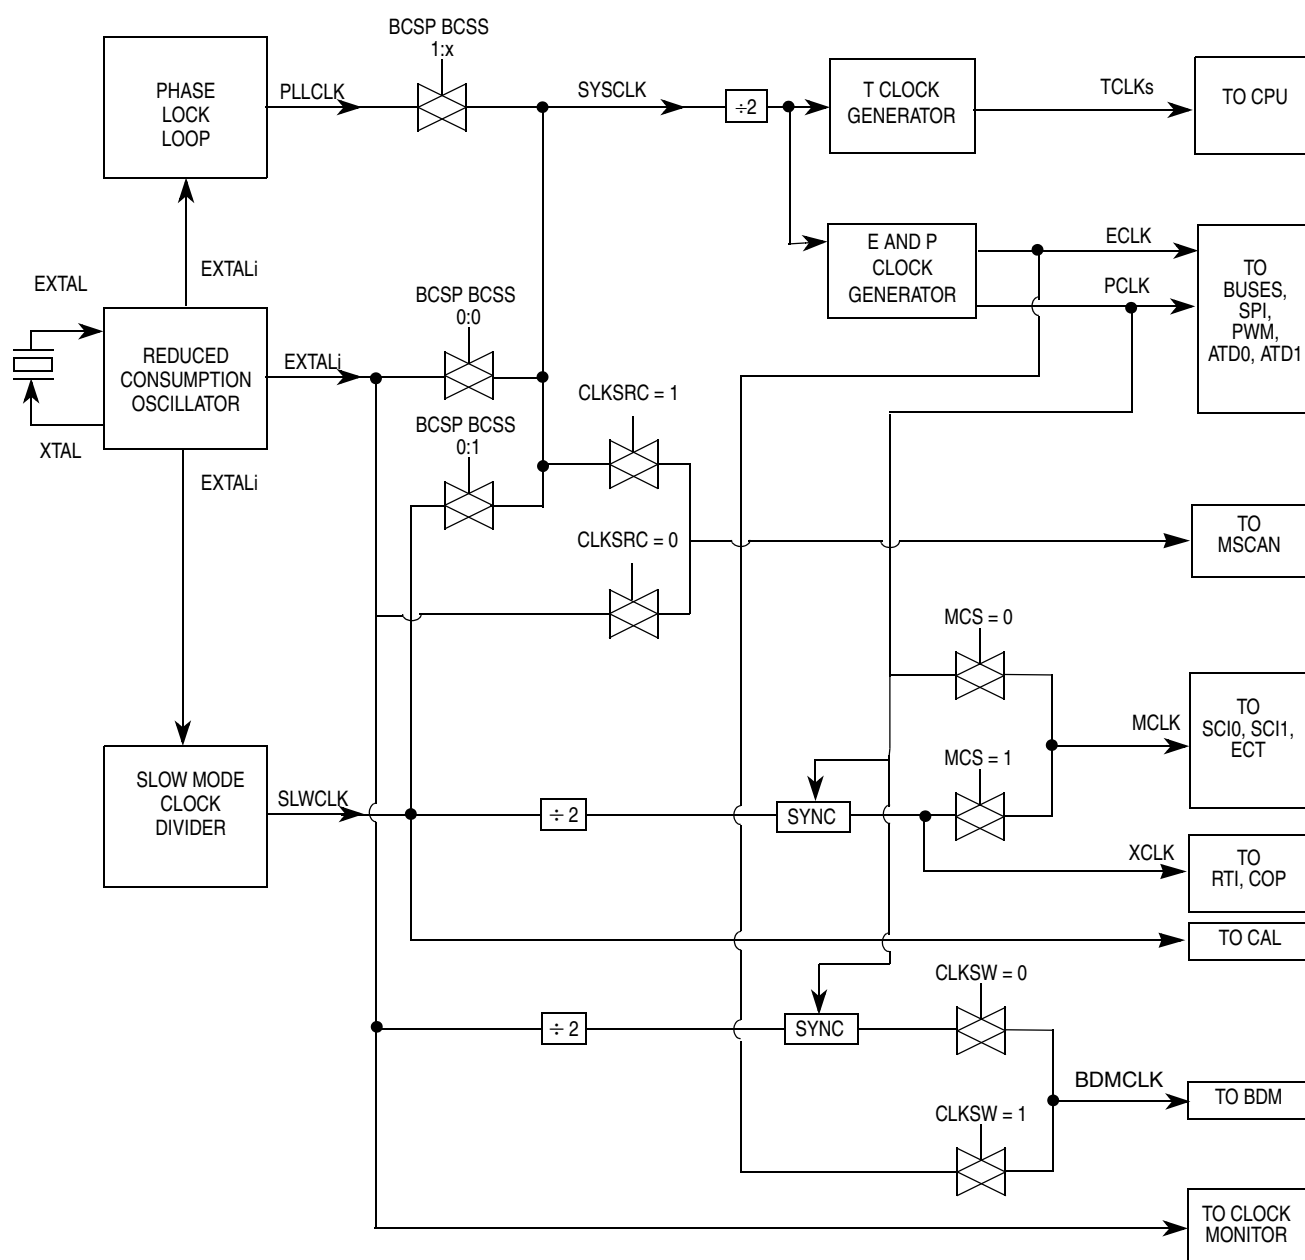 BCSP BCSS
1:x
PHASE
LOCK
LOOP
PLLCLK
SYSCLK
÷2
T CLOCK
GENERATOR
TCLKs
TO CPU
E AND P
CLOCK
GENERATOR
ECLK
PCLK
TO
BUSES,
SPI,
PWM,
ATD0, ATD1
EXTALi
EXTAL
REDUCED
CONSUMPTION
OSCILLATOR
XTAL
EXTALi
BCSP BCSS
0:0
BCSP BCSS
0:1
CLKSRC = 1
CLKSRC = 0
EXTALi
TO
MSCAN
MCS = 0
MCS = 1
MCLK
TO
SCI0, SCI1,
ECT
SLOW MODE
CLOCK
DIVIDER
SLWCLK
÷ 2
SYNC
XCLK
TO
RTI, COP
TO CAL
÷ 2
SYNC
CLKSW = 0
CLKSW = 1
BDMCLK
TO BDM
TO CLOCK
MONITOR